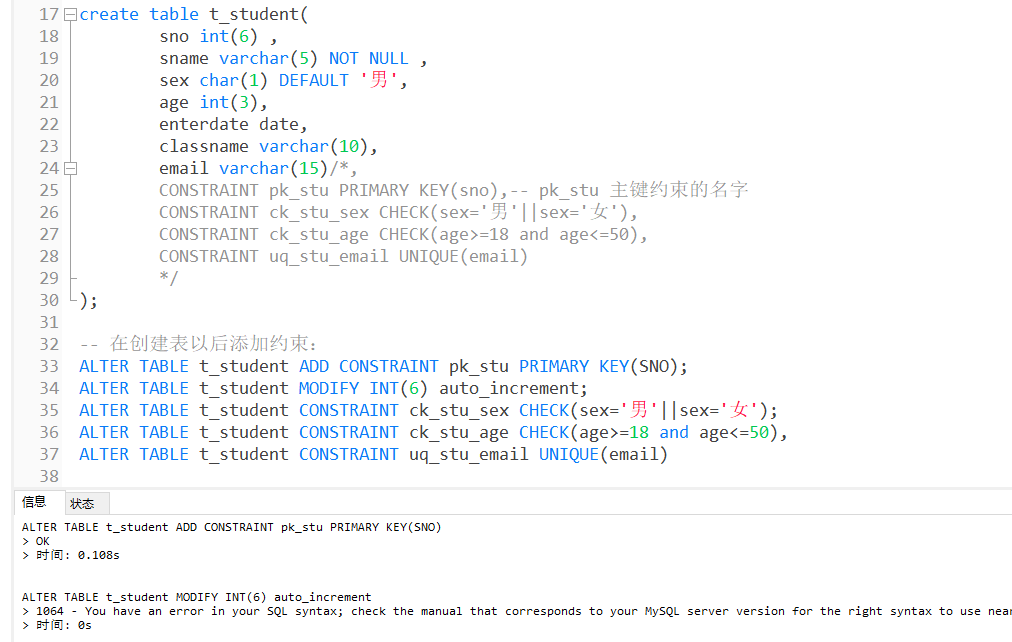 17 create table t_student(
18 sno int(6) ,
19 sname varchar(5) NOT NULL ,
20 sex char(1) DEFAULT '男',
21 age int(3),
22 enterdate date,
23 classname varchar(10),
24 email varchar(15)/*,
25 CONSTRAINT pk_stu PRIMARY KEY(sno),-- pk_stu 主键约束的名字
26 CONSTRAINT ck_stu_sex CHECK(sex='男'||sex='女'),
27 CONSTRAINT ck_stu_age CHECK(age>=18 and age<=50),
28 CONSTRAINT uq_stu_email UNIQUE(email)
29 */
30 );
31
32 -- 在创建表以后添加约束:
33 ALTER TABLE t_student ADD CONSTRAINT pk_stu PRIMARY KEY(SNO);
34 ALTER TABLE t_student MODIFY INT(6) auto_increment;
35 ALTER TABLE t_student CONSTRAINT ck_stu_sex CHECK(sex='男'||sex='女');
36 ALTER TABLE t_student CONSTRAINT ck_stu_age CHECK(age>=18 and age<=50),
37 ALTER TABLE t_student CONSTRAINT uq_stu_email UNIQUE(email)
38
信息 状态
ALTER TABLE t_student ADD CONSTRAINT pk_stu PRIMARY KEY(SNO)
> OK
> 时间: 0.108s
ALTER TABLE t_student MODIFY INT(6) auto_increment
> 1064 - You have an error in your SQL syntax; check the manual that corresponds to your MySQL server version for the right syntax to use near
> 时间: 0s